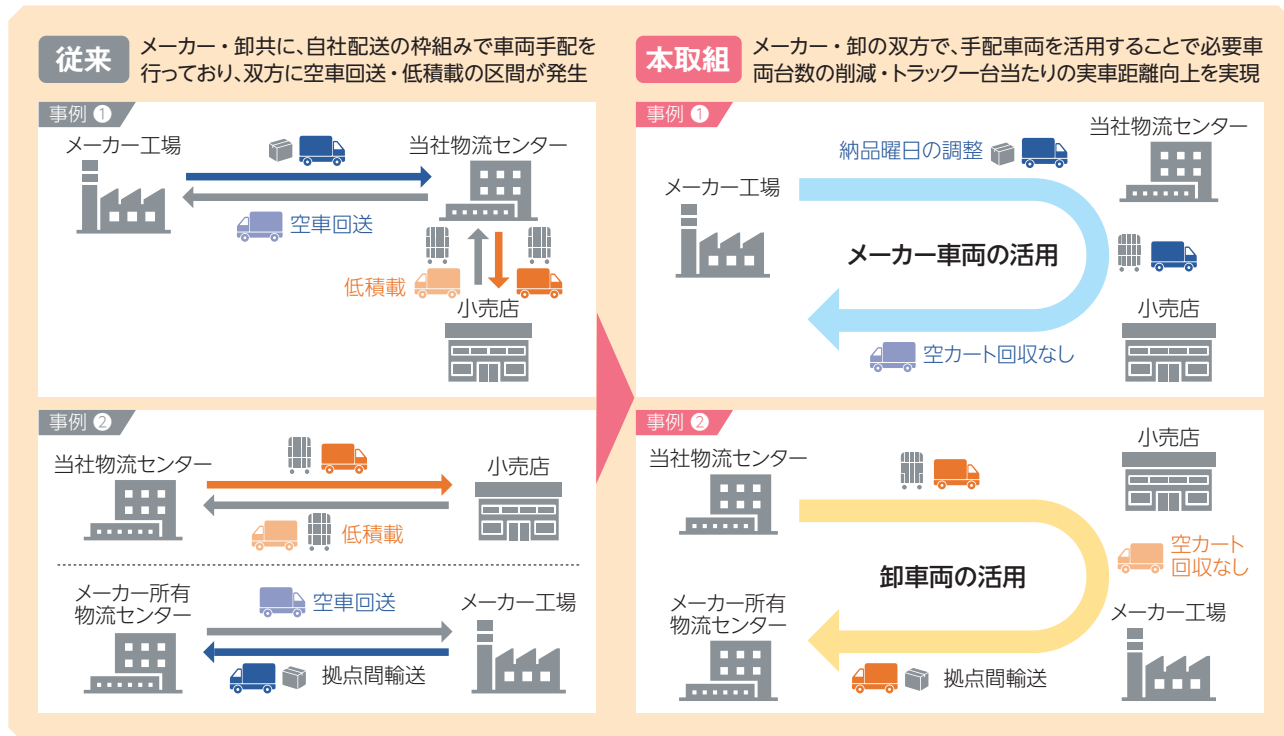 従来
メーカー・卸共に、自社配送の枠組みで車両手配を
行っており、双方に空車回送・低積載の区間が発生
事例 ❶
メーカー工場
当社物流センター
空車回送
低積載
小売店
事例 ❷
当社物流センター
小売店
低積載
メーカー所有
物流センター
空車回送
メーカー工場
拠点間輸送
本取組
メーカー・卸の双方で、手配車両を活用することで必要車
両台数の削減・トラック一台当たりの実車距離向上を実現
事例 ❶
当社物流センター
納品曜日の調整
メーカー工場
メーカー車両の活用
小売店
空カート回収なし
事例 ❷
小売店
当社物流センター
空カート
回収なし
卸車両の活用
メーカー所有
物流センター
メーカー工場
拠点間輸送